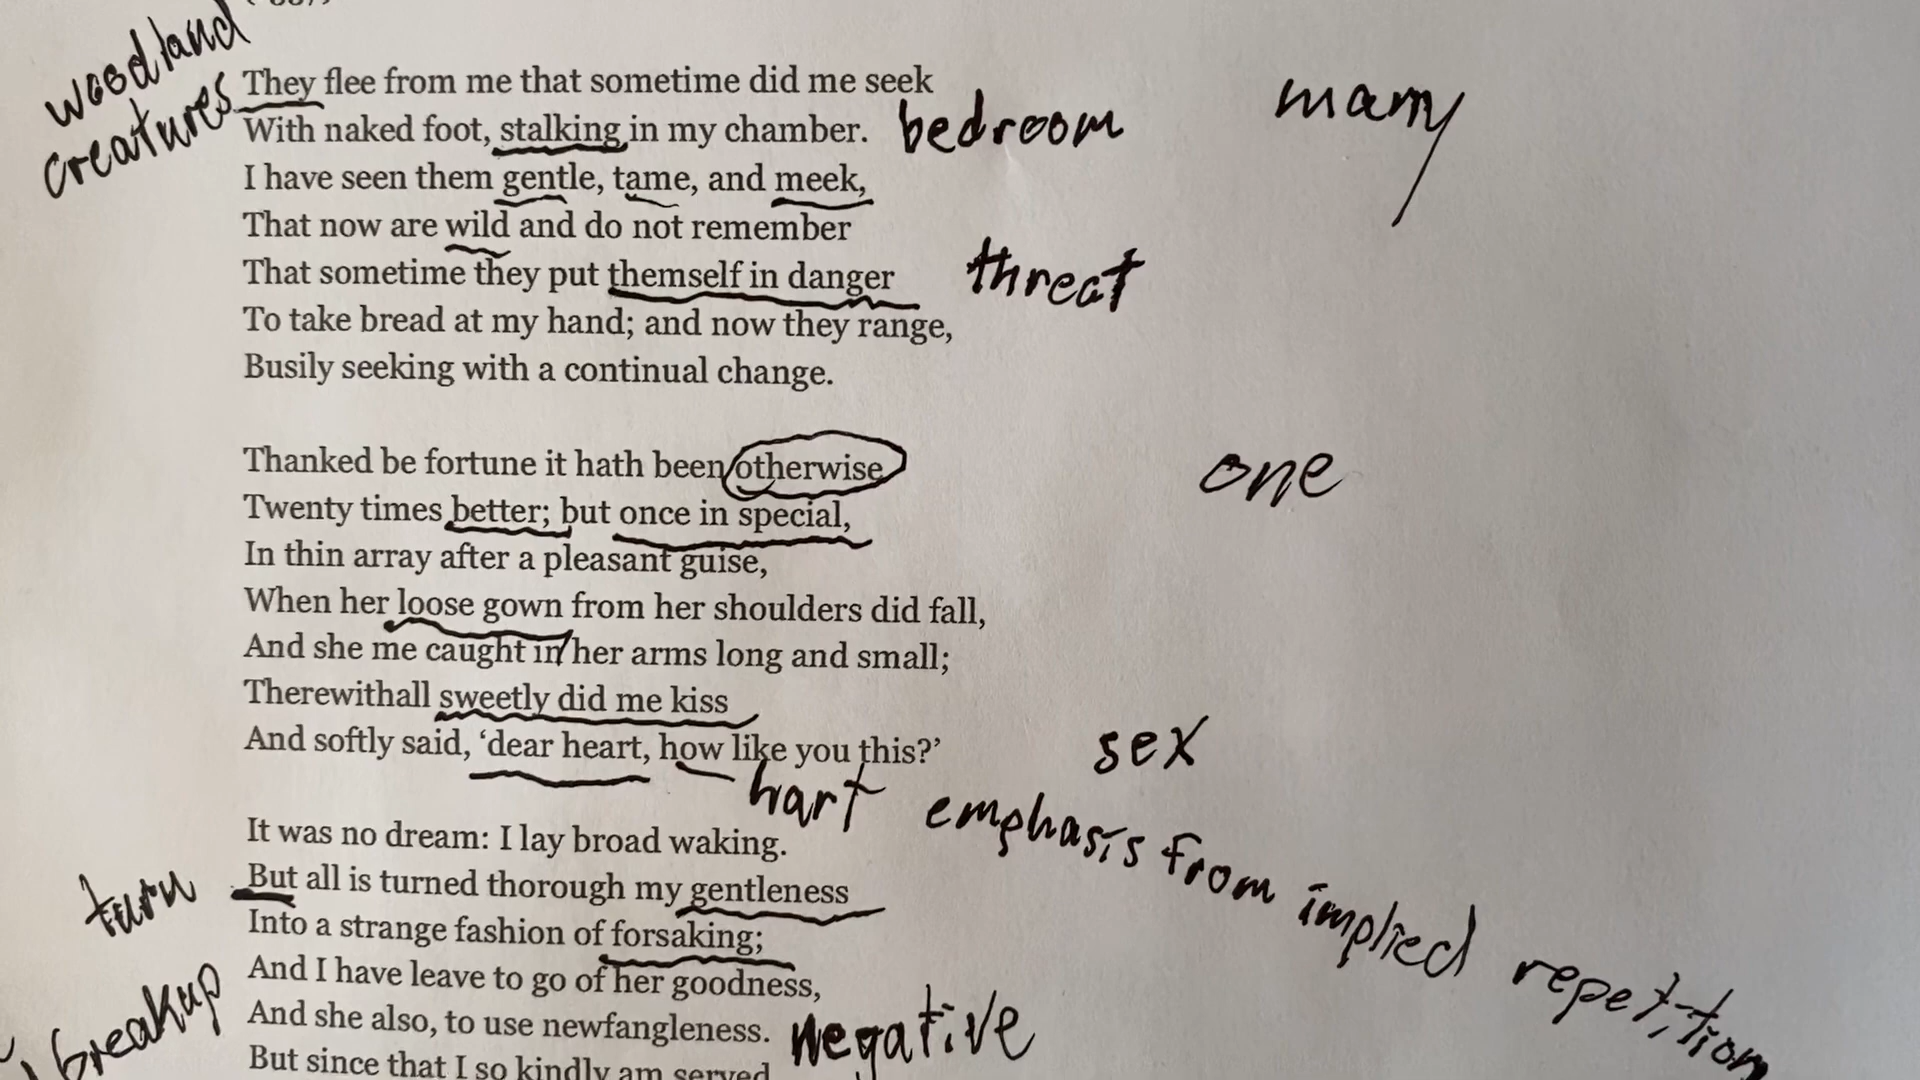 woodland
creatures
They flee from me that sometime did me seek
With naked foot, stalking in my chamber.
bedroom
many
I have seen them gentle, tame, and meek,
That now are wild and do not remember
That sometime they put themself in danger
threat
To take bread at my hand; and now they range,
Busily seeking with a continual change.
Thanked be fortune it hath been otherwise
one
Twenty times better; but once in special,
In thin array after a pleasant guise,
When her loose gown from her shoulders did fall,
And she me caught in her arms long and small;
Therewithall sweetly did me kiss
And softly said, ‘dear heart, how like you this?’
sex
hart
emphasis from implied repetition
It was no dream: I lay broad waking.
turn
But all is turned thorough my gentleness
Into a strange fashion of forsaking;
breakup
And I have leave to go of her goodness,
And she also, to use newfangleness.
negative
But since that I so kindly am served